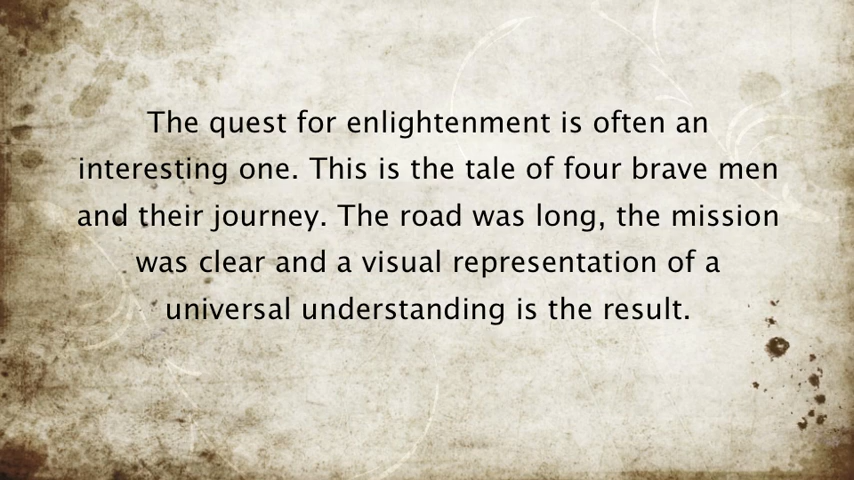 The quest for enlightenment is often an
interesting one. This is the tale of four brave men
and their journey. The road was long, the mission
was clear and a visual representation of a
universal understanding is the result.